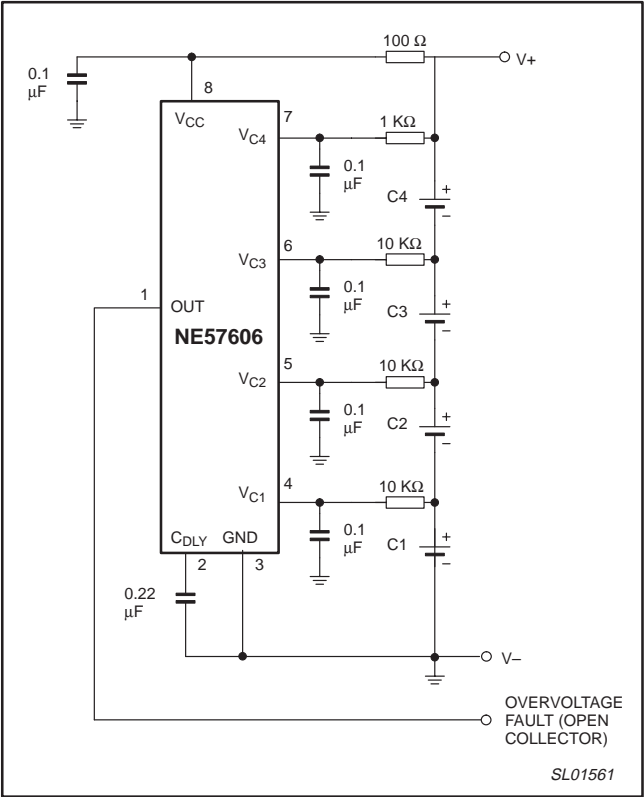 100 Ω
V+
0.1
μF
8
VCC
7
VC4
1 KΩ
0.1
μF
C4
+
–
6
VC3
10 KΩ
0.1
μF
C3
+
–
1
OUT
NE57606
5
VC2
10 KΩ
0.1
μF
C2
+
–
4
VC1
10 KΩ
0.1
μF
C1
+
–
CDLY
GND
2
3
0.22
μF
V–
OVERVOLTAGE
FAULT (OPEN
COLLECTOR)
SL01561